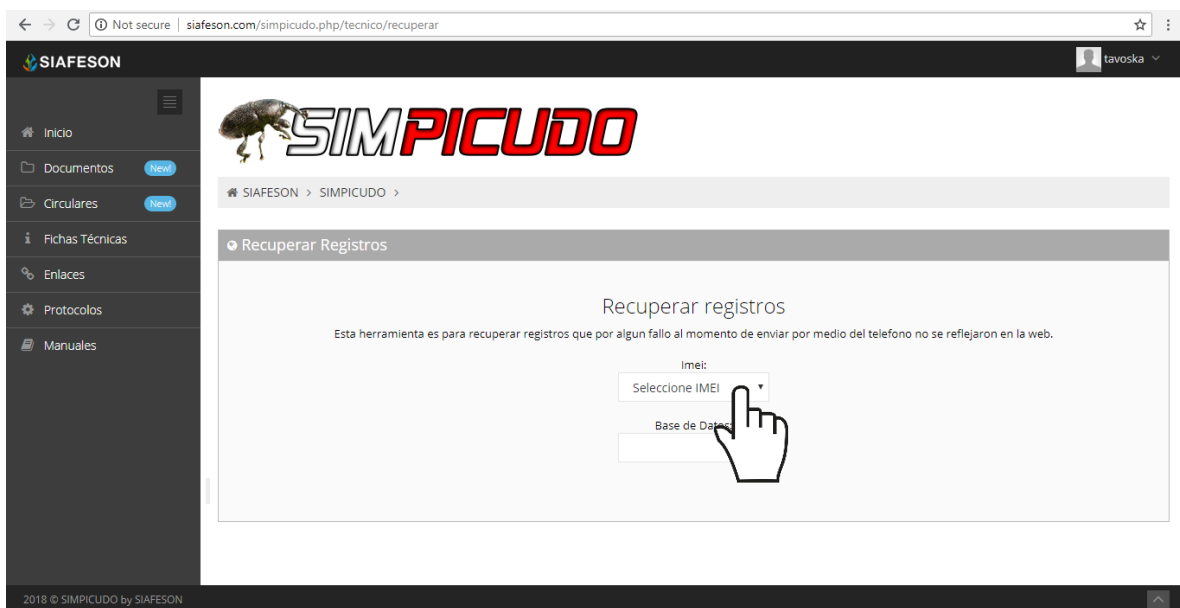 Not secure | siafeson.com/simpicudo.php/tecnico/recuperar
SIAFESON
tavoska
Inicio
Documentos New!
Circulares New!
Fichas Técnicas
Enlaces
Protocolos
Manuales
SIMPICUDO
SIAFESON > SIMPICUDO >
Recuperar Registros
Recuperar registros
Esta herramienta es para recuperar registros que por algun fallo al momento de enviar por medio del telefono no se reflejaron en la web.
Imei:
Seleccione IMEI
Base de Datos:
2018 © SIMPICUDO by SIAFESON